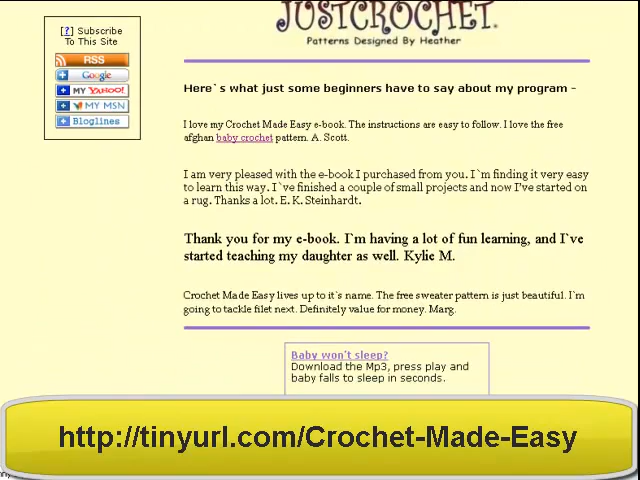 JUSTCROCHET.
Patterns Designed By Heather
[?] Subscribe
To This Site
RSS
Google
MY YAHOO!
MY MSN
Bloglines
Here`s what just some beginners have to say about my program -
I love my Crochet Made Easy e-book. The instructions are easy to follow. I love the free
afghan baby crochet pattern. A. Scott.
I am very pleased with the e-book I purchased from you. I`m finding it very easy
to learn this way. I`ve finished a couple of small projects and now I've started on
a rug. Thanks a lot. E. K. Steinhardt.
Thank you for my e-book. I`m having a lot of fun learning, and I`ve
started teaching my daughter as well. Kylie M.
Crochet Made Easy lives up to it`s name. The free sweater pattern is just beautiful. I`m
going to tackle filet next. Definitely value for money. Marg.
Baby won't sleep?
Download the Mp3, press play and
baby falls to sleep in seconds.
http://tinyurl.com/Crochet-Made-Easy